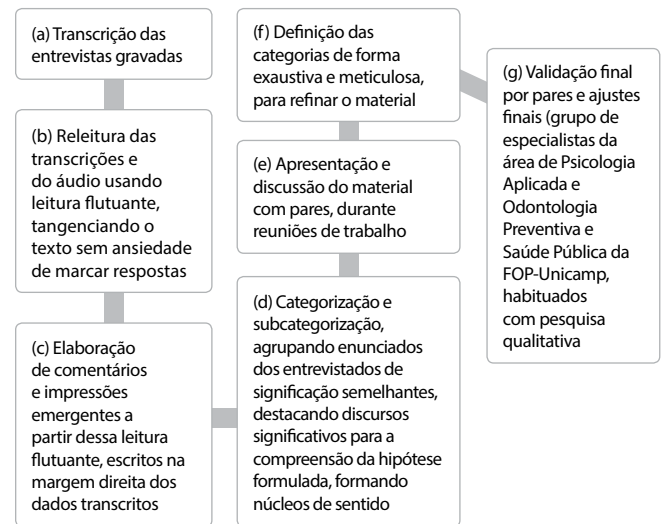 (a) Transcrição das
entrevistas gravadas
(b) Releitura das
transcrições e
do áudio usando
leitura flutuante,
tangenciando o
texto sem ansiedade
de marcar respostas
(c) Elaboração
de comentários
e impressões
emergentes a
partir dessa leitura
flutuante, escritos na
margem direita dos
dados transcritos
(d) Categorização e
subcategorização,
agrupando enunciados
dos entrevistados de
significação semelhantes,
destacando discursos
significativos para a
compreensão da hipótese
formulada, formando
núcleos de sentido
(e) Apresentação e
discussão do material
com pares, durante
reuniões de trabalho
(f) Definição das
categorias de forma
exaustiva e meticulosa,
para refinar o material
(g) Validação final
por pares e ajustes
finais (grupo de
especialistas da
área de Psicologia
Aplicada e
Odontologia
Preventiva e
Saúde Pública da
FOP-Unicamp,
habituados
com pesquisa
qualitativa